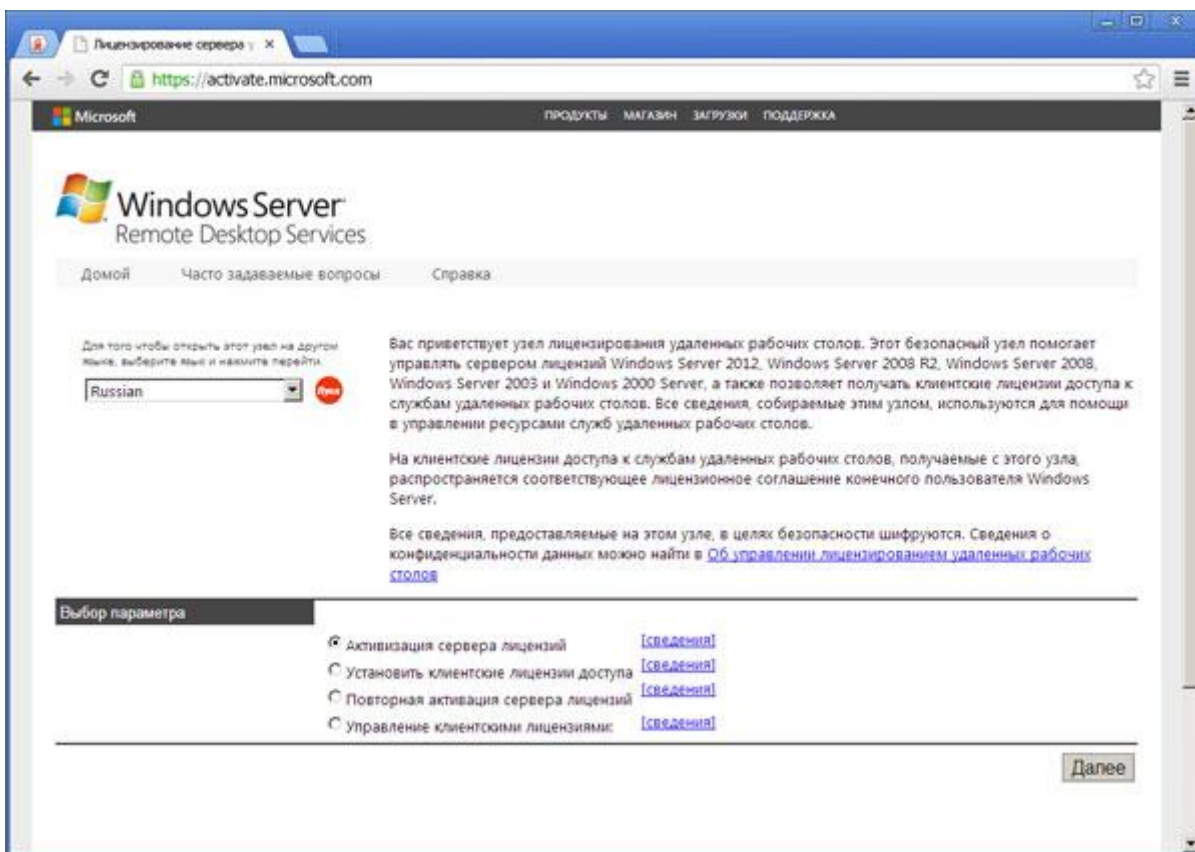 Лицензирование сервера у
https://activate.microsoft.com
Microsoft
ПРОДУКТЫ МАГАЗИН ЗАГРУЗКИ ПОДДЕРЖКА
Windows Server
Remote Desktop Services
Домой Часто задаваемые вопросы Справка
Для того чтобы открыть этот узел на другом
языке, выберите язык и нажмите перейти.
Russian
Пуск
Вас приветствует узел лицензирования удаленных рабочих столов. Этот безопасный узел помогает
управлять сервером лицензий Windows Server 2012, Windows Server 2008 R2, Windows Server 2008,
Windows Server 2003 и Windows 2000 Server, а также позволяет получать клиентские лицензии доступа к
службам удаленных рабочих столов. Все сведения, собираемые этим узлом, используются для помощи
в управлении ресурсами служб удаленных рабочих столов.
На клиентские лицензии доступа к службам удаленных рабочих столов, получаемые с этого узла,
распространяется соответствующее лицензионное соглашение конечного пользователя Windows
Server.
Все сведения, предоставляемые на этом узле, в целях безопасности шифруются. Сведения о
конфиденциальности данных можно найти в Об управлении лицензированием удаленных рабочих
столов
Выбор параметра
Активизация сервера лицензий [сведения]
Установить клиентские лицензии доступа [сведения]
Повторная активация сервера лицензий [сведения]
Управление клиентскими лицензиями: [сведения]
Далее